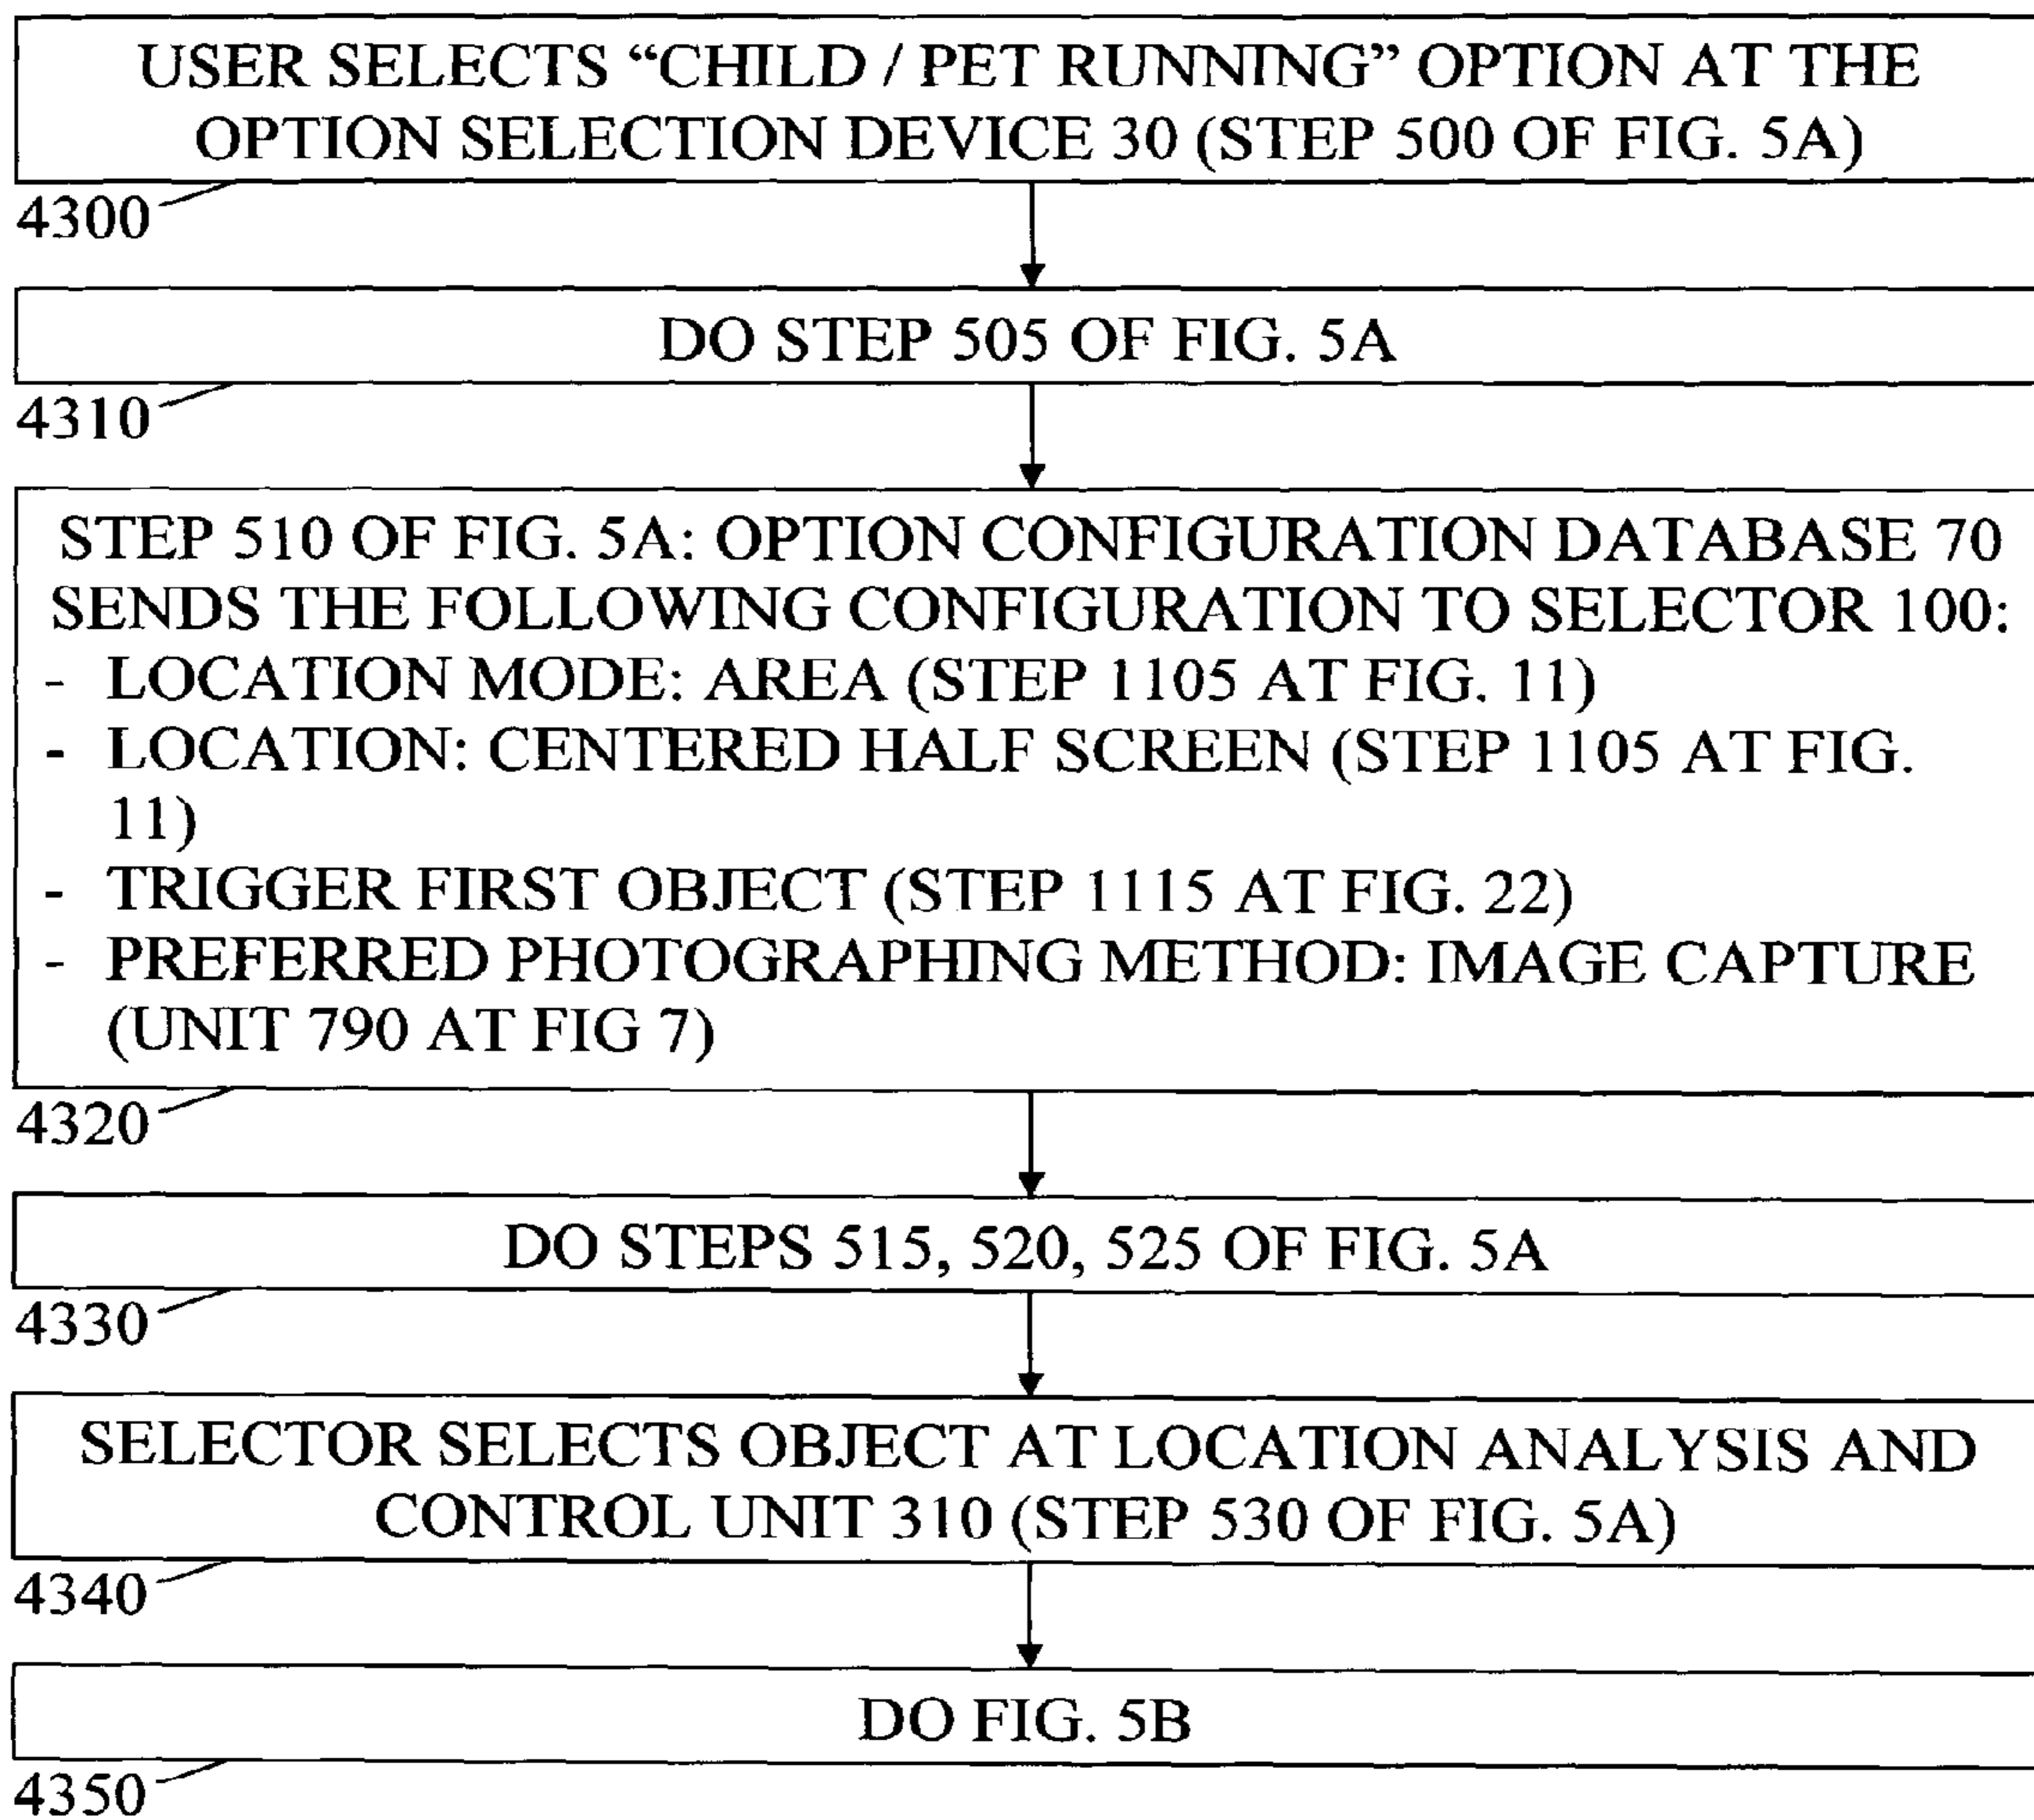 USER SELECTS “CHILD / PET RUNNING” OPTION AT THE
OPTION SELECTION DEVICE 30 (STEP 500 OF FIG. 5A)
4300
DO STEP 505 OF FIG. 5A
4310
STEP 510 OF FIG. 5A: OPTION CONFIGURATION DATABASE 70
SENDS THE FOLLOWING CONFIGURATION TO SELECTOR 100:
- LOCATION MODE: AREA (STEP 1105 AT FIG. 11)
- LOCATION: CENTERED HALF SCREEN (STEP 1105 AT FIG.
11)
- TRIGGER FIRST OBJECT (STEP 1115 AT FIG. 22)
- PREFERRED PHOTOGRAPHING METHOD: IMAGE CAPTURE
(UNIT 790 AT FIG 7)
4320
DO STEPS 515, 520, 525 OF FIG. 5A
4330
SELECTOR SELECTS OBJECT AT LOCATION ANALYSIS AND
CONTROL UNIT 310 (STEP 530 OF FIG. 5A)
4340
DO FIG. 5B
4350